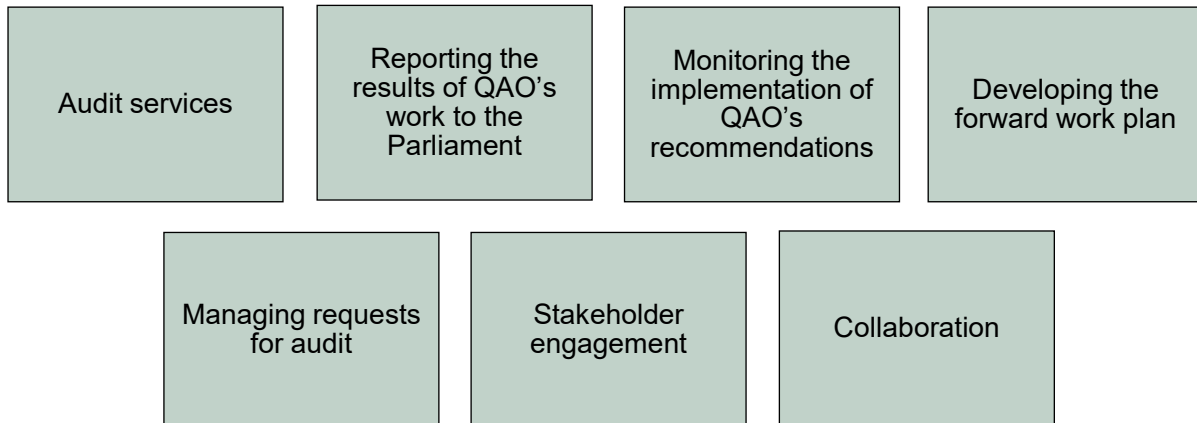 Audit services
Reporting the
results of QAO’s
work to the
Parliament
Monitoring the
implementation of
QAO’s
recommendations
Developing the
forward work plan
Managing requests
for audit
Stakeholder
engagement
Collaboration